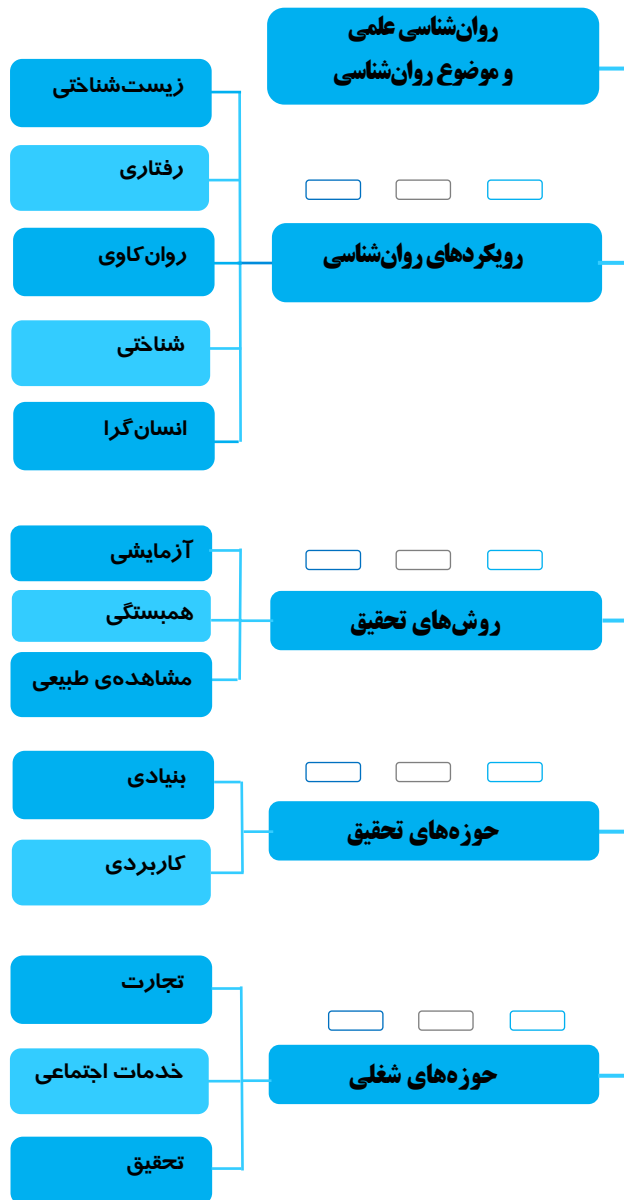 روان‌شناسی علمی
و موضوع روان‌شناسی
رویکردهای روان‌شناسی
زیست‌شناختی
رفتاری
روان‌کاوی
شناختی
انسان‌گرا
روش‌های تحقیق
آزمایشی
همبستگی
مشاهده‌ی طبیعی
حوزه‌های تحقیق
بنیادی
کاربردی
حوزه‌های شغلی
تجارت
خدمات اجتماعی
تحقیق